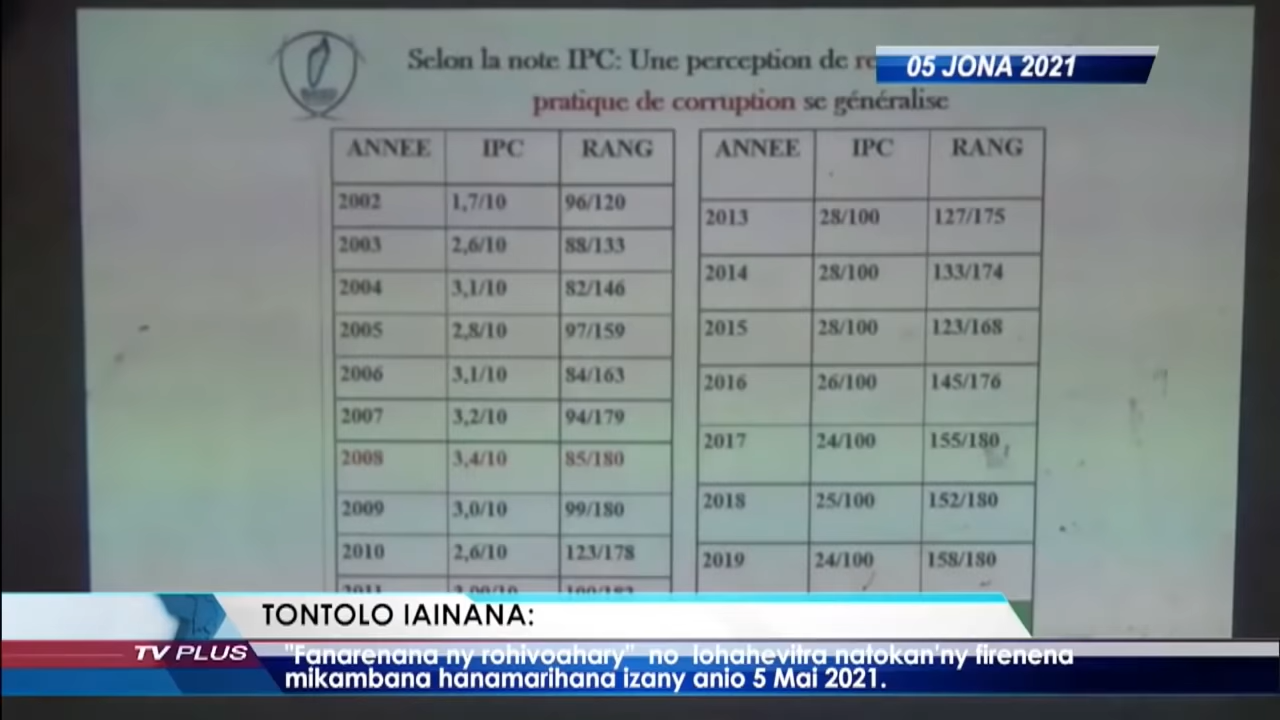 Selon la note IPC: Une perception de
05 JONA 2021
pratique de corruption se généralise
ANNEE IPC RANG
2002 1,7/10 96/120
2003 2,6/10 88/133
2004 3,1/10 82/146
2005 2,8/10 97/159
2006 3,1/10 84/163
2007 3,2/10 94/179
2008 3,4/10 85/180
2009 3,0/10 99/180
2010 2,6/10 123/178
2011
ANNEE IPC RANG
2013 28/100 127/175
2014 28/100 133/174
2015 28/100 123/168
2016 26/100 145/176
2017 24/100 155/180
2018 25/100 152/180
2019 24/100 158/180
TONTOLO IAINANA:
TV PLUS
"Fanarenana ny rohivoahary" no lohahevitra natokan'ny firenena
mikambana hanamarihana izany anio 5 Mai 2021.